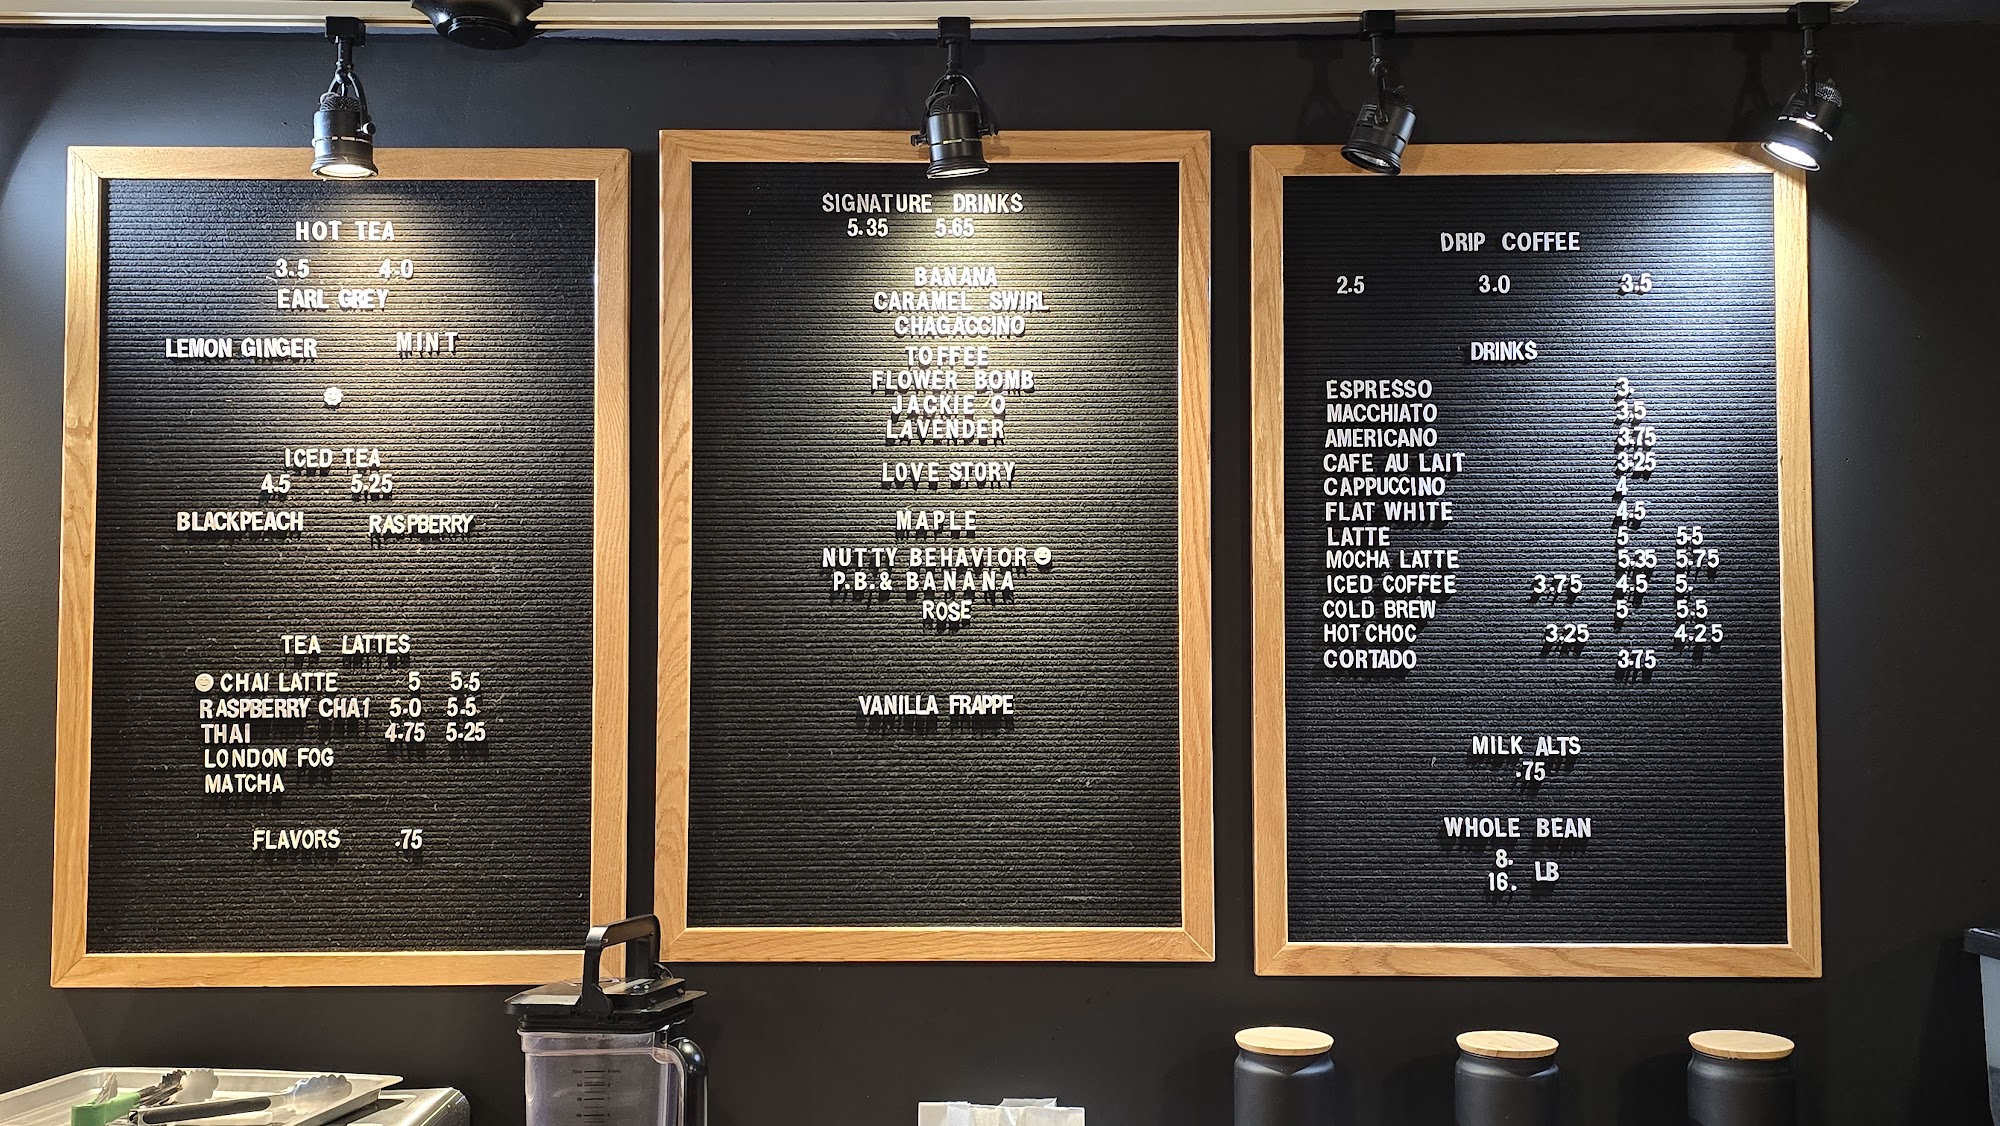 HOT TEA
3.5 4.0
EARL GREY
LEMON GINGER MINT
ICED TEA
4.5 5.25
BLACKPEACH RASPBERRY
TEA LATTES
CHAI LATTE 5 5.5
RASPBERRY CHA1 5.0 5.5.
THAI 4.75 5.25
LONDON FOG
MATCHA
FLAVORS .75
SIGNATURE DRINKS
5.35 5.65
BANANA
CARAMEL SWIRL
CHAGACCINO
TOFFEE
FLOWER BOMB
JACKIE O
LAVENDER
LOVE STORY
MAPLE
NUTTY BEHAVIOR
P.B.& BANANA
ROSE
VANILLA FRAPPE
DRIP COFFEE
2.5 3.0 3.5
DRINKS
ESPRESSO 3.
MACCHIATO 3.5
AMERICANO 3.75
CAFE AU LAIT 3.25
CAPPUCCINO 4
FLAT WHITE 4.5
LATTE 5 5.5
MOCHA LATTE 5.35 5.75
ICED COFFEE 3.75 4.5 5.
COLD BREW 5 5.5
HOT CHOC 3.25 4.25
CORTADO 3.75
MILK ALTS
.75
WHOLE BEAN
8.
16. LB